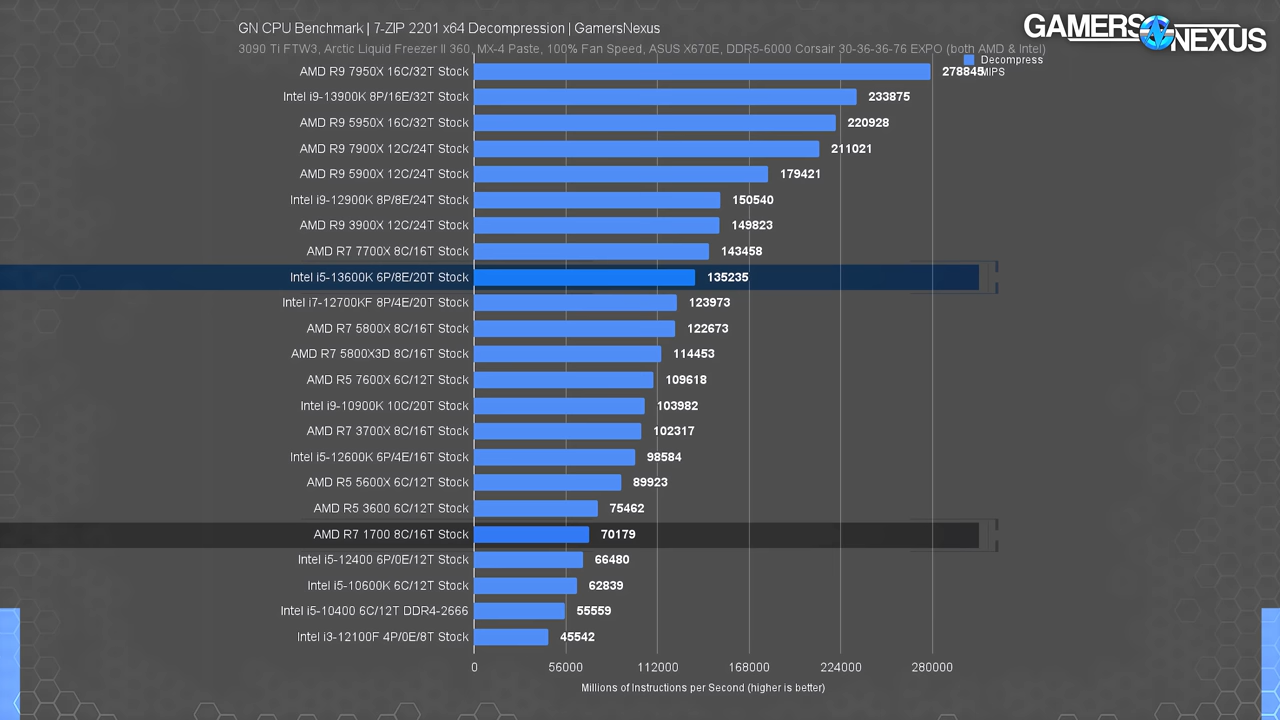 GN CPU Benchmark | 7-ZIP 2201 x64 Decompression | GamersNexus
GAMERS NEXUS
3090 Ti FTW3, Arctic Liquid Freezer II 360, MX-4 Paste, 100% Fan Speed, ASUS X670E, DDR5-6000 Corsair 30-36-36-76 EXPO (both AMD & Intel)
Decompress
MIPS
AMD R9 7950X 16C/32T Stock 278845
Intel i9-13900K 8P/16E/32T Stock 233875
AMD R9 5950X 16C/32T Stock 220928
AMD R9 7900X 12C/24T Stock 211021
AMD R9 5900X 12C/24T Stock 179421
Intel i9-12900K 8P/8E/24T Stock 150540
AMD R9 3900X 12C/24T Stock 149823
AMD R7 7700X 8C/16T Stock 143458
Intel i5-13600K 6P/8E/20T Stock 135235
Intel i7-12700KF 8P/4E/20T Stock 123973
AMD R7 5800X 8C/16T Stock 122673
AMD R7 5800X3D 8C/16T Stock 114453
AMD R5 7600X 6C/12T Stock 109618
Intel i9-10900K 10C/20T Stock 103982
AMD R7 3700X 8C/16T Stock 102317
Intel i5-12600K 6P/4E/16T Stock 98584
AMD R5 5600X 6C/12T Stock 89923
AMD R5 3600 6C/12T Stock 75462
AMD R7 1700 8C/16T Stock 70179
Intel i5-12400 6P/0E/12T Stock 66480
Intel i5-10600K 6C/12T Stock 62839
Intel i5-10400 6C/12T DDR4-2666 55559
Intel i3-12100F 4P/0E/8T Stock 45542
0 56000 112000 168000 224000 280000
Millions of Instructions per Second (higher is better)